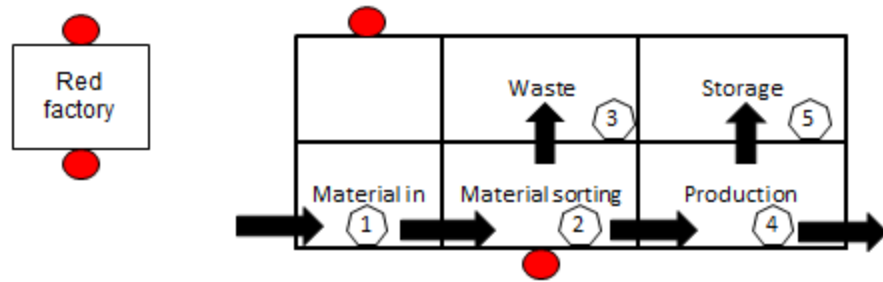 Red
factory
Waste
3
Storage
5
Material in
1
Material sorting
2
Production
4